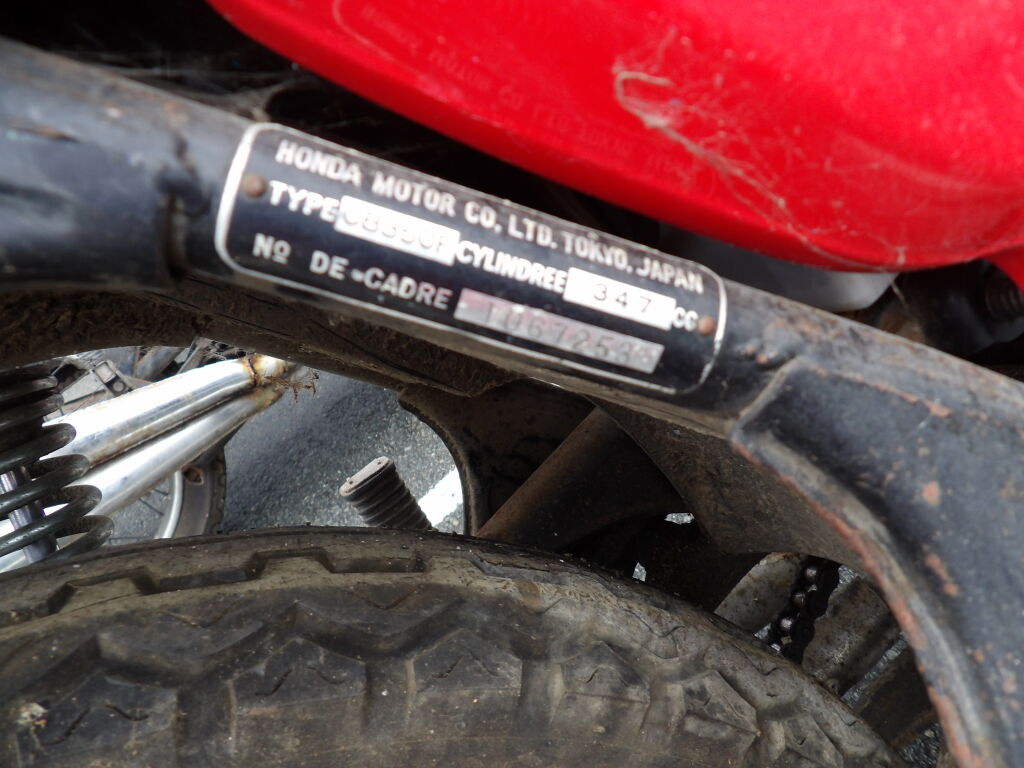 HONDA MOTOR CO, LTD. TOKYO, JAPAN
TYPE CB350F CYLINDREE 347 CC
Nº DE CADRE